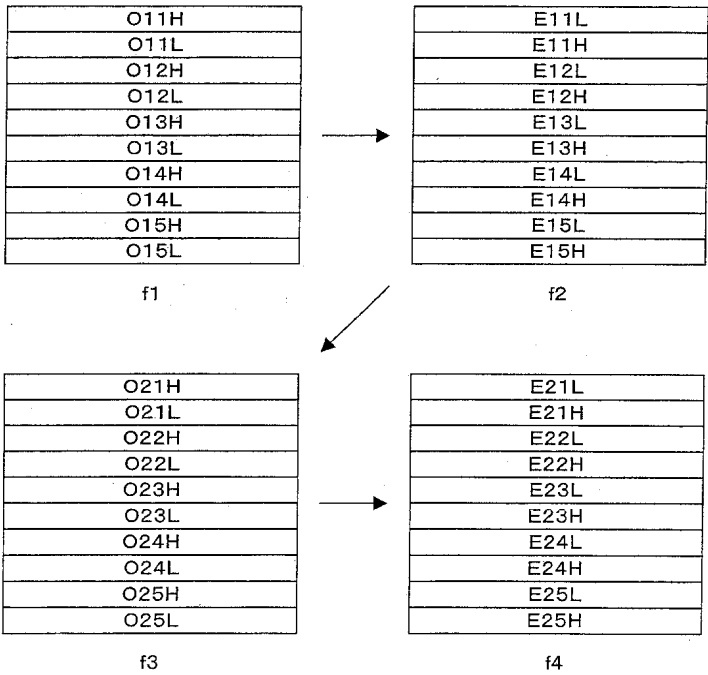 O11H
O11L
O12H
O12L
O13H
O13L
O14H
O14L
O15H
O15L
f1
E11L
E11H
E12L
E12H
E13L
E13H
E14L
E14H
E15L
E15H
f2
O21H
O21L
O22H
O22L
O23H
O23L
O24H
O24L
O25H
O25L
f3
E21L
E21H
E22L
E22H
E23L
E23H
E24L
E24H
E25L
E25H
f4